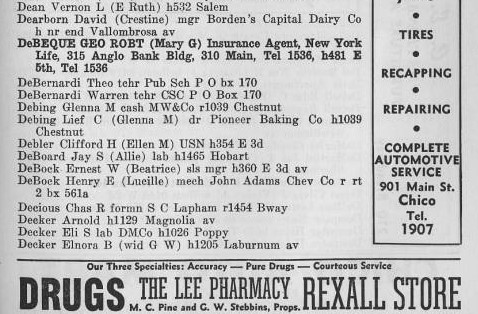 Dean Vernon L (E Ruth) h532 Salem
Dearborn David (Crestine) mgr Borden's Capital Dairy Co
h nr end Vallombrosa av
DeBEQUE GEO ROBT (Mary G) Insurance Agent, New York
Life, 315 Anglo Bank Bldg, 310 Main, Tel 1536, h481 E
5th, Tel 1536
DeBernardi Theo tchr Pub Sch P O bx 170
DeBernardi Warren tchr CSC P O Box 170
Debing Glenna M cash MW&Co r1039 Chestnut
Debing Lief C (Glenna M) dr Pioneer Baking Co h1039
Chestnut
Debler Clifford H (Ellen M) USN h354 E 3d
DeBoard Jay S (Allie) lab h1465 Hobart
DeBock Ernest W (Beatrice) sls mgr h360 E 3d av
DeBock Henry E (Lucille) mech John Adams Chev Co r rt
2 bx 561a
Decious Chas R formn S C Lapham r1454 Bway
Decker Arnold h1129 Magnolia av
Decker Eli S lab DM.Co h1026 Poppy
Decker Elnora B (wid G W) h1205 Laburnum av
•
TIRES
•
RECAPPING
•
REPAIRING
•
COMPLETE
AUTOMOTIVE
SERVICE
901 Main St.
Chico
Tel.
1907
Our Three Specialties: Accuracy — Pure Drugs — Courteous Service
DRUGS THE LEE PHARMACY REXALL STORE
M. C. Pine and G. W. Stebbins, Props.